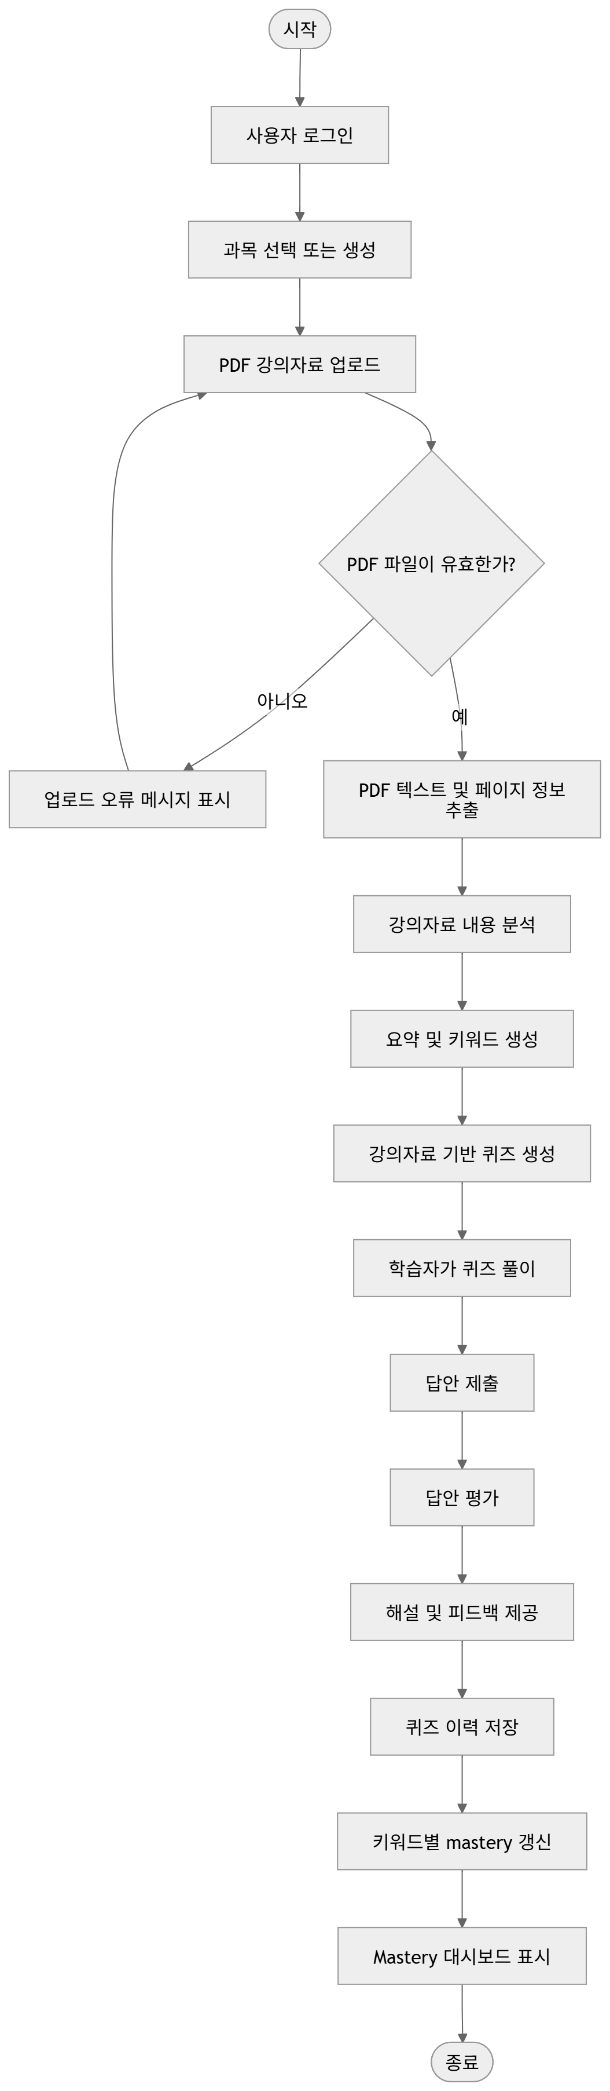 시작
사용자 로그인
과목 선택 또는 생성
PDF 강의자료 업로드
PDF 파일이 유효한가?
아니오
예
업로드 오류 메시지 표시
PDF 텍스트 및 페이지 정보
추출
강의자료 내용 분석
요약 및 키워드 생성
강의자료 기반 퀴즈 생성
학습자가 퀴즈 풀이
답안 제출
답안 평가
해설 및 피드백 제공
퀴즈 이력 저장
키워드별 mastery 갱신
Mastery 대시보드 표시
종료